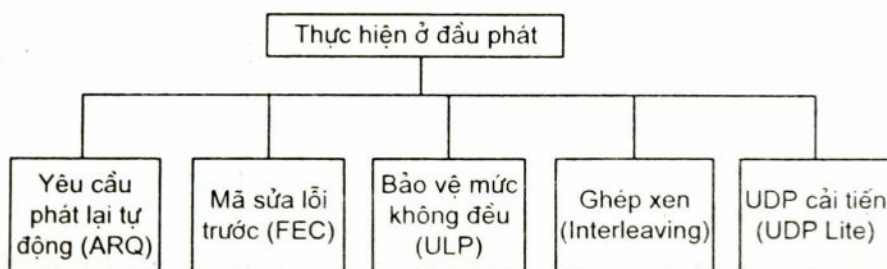 Thực hiện ở đầu phát
Yêu cầu
phát lại tự
động (ARQ)
Mã sửa lỗi
trước (FEC)
Bảo vệ mức
không đều
(ULP)
Ghép xen
(Interleaving)
UDP cải tiến
(UDP Lite)